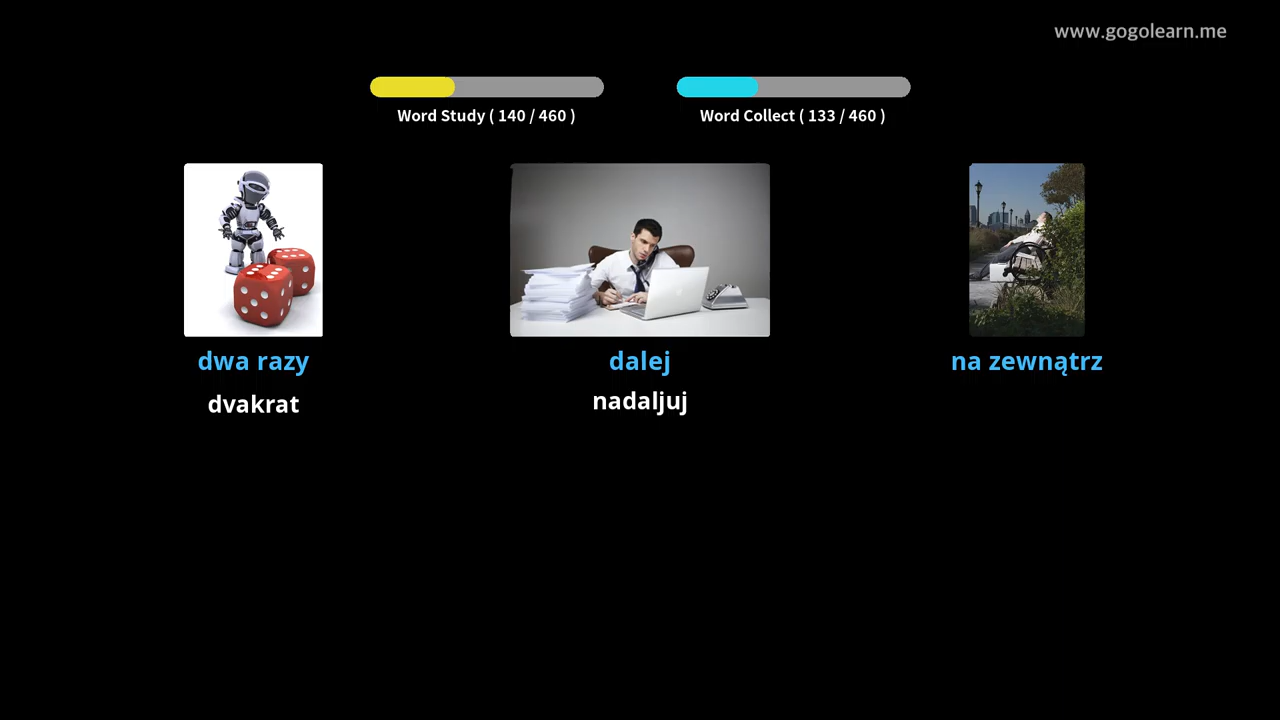 www.gogolearn.me
Word Study ( 140 / 460 )
Word Collect ( 133 / 460 )
dwa razy
dalej
na zewnątrz
dvakrat
nadaljuj